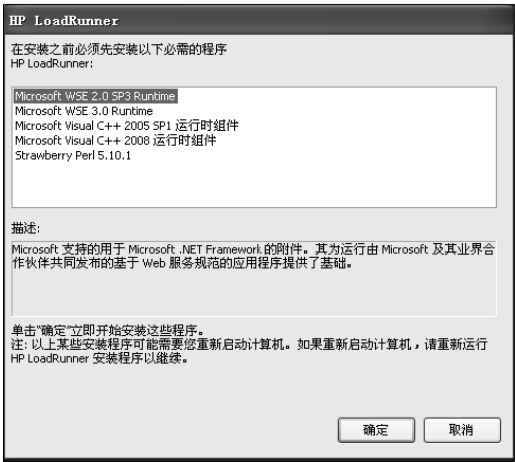 HP LoadRunner
在安装之前必须先安装以下必需的程序
HP LoadRunner:
Microsoft WSE 2.0 SP3 Runtime
Microsoft WSE 3.0 Runtime
Microsoft Visual C++ 2005 SP1 运行时组件
Microsoft Visual C++ 2008 运行时组件
Strawberry Perl 5.10.1
描述:
Microsoft 支持的用于 Microsoft .NET Framework 的附件。其为运行由 Microsoft 及其业界合
作伙伴共同发布的基于 Web 服务规范的应用程序提供了基础。
单击“确定”立即开始安装这些程序。
注: 以上某些安装程序可能需要您重新启动计算机。如果重新启动计算机，请重新运行
HP LoadRunner 安装程序以继续。
确定 取消